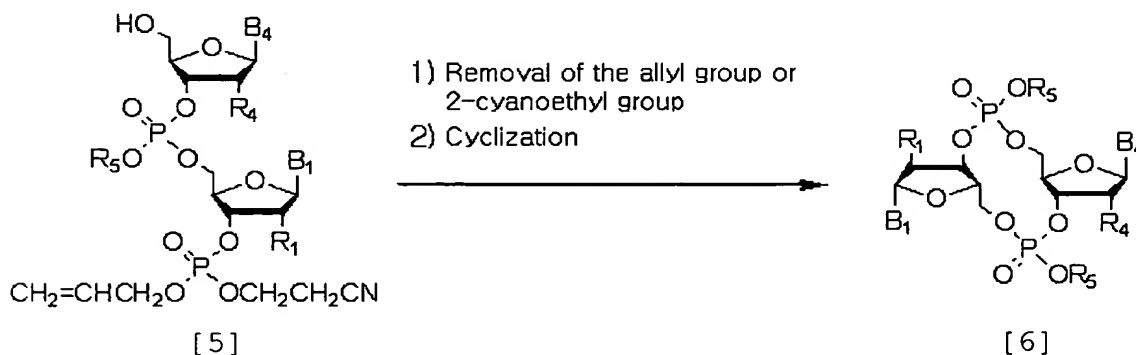 HO B₄
O
O R₄
O P
R₅O O B₁
O
O R₁
O P
CH₂=CHCH₂O OCH₂CH₂CN
[5]
1) Removal of the allyl group or
2-cyanoethyl group
2) Cyclization
O OR₅
P
R₁ O O
O B₄
O
B₁ O O R₄
P
O OR₅
[6]